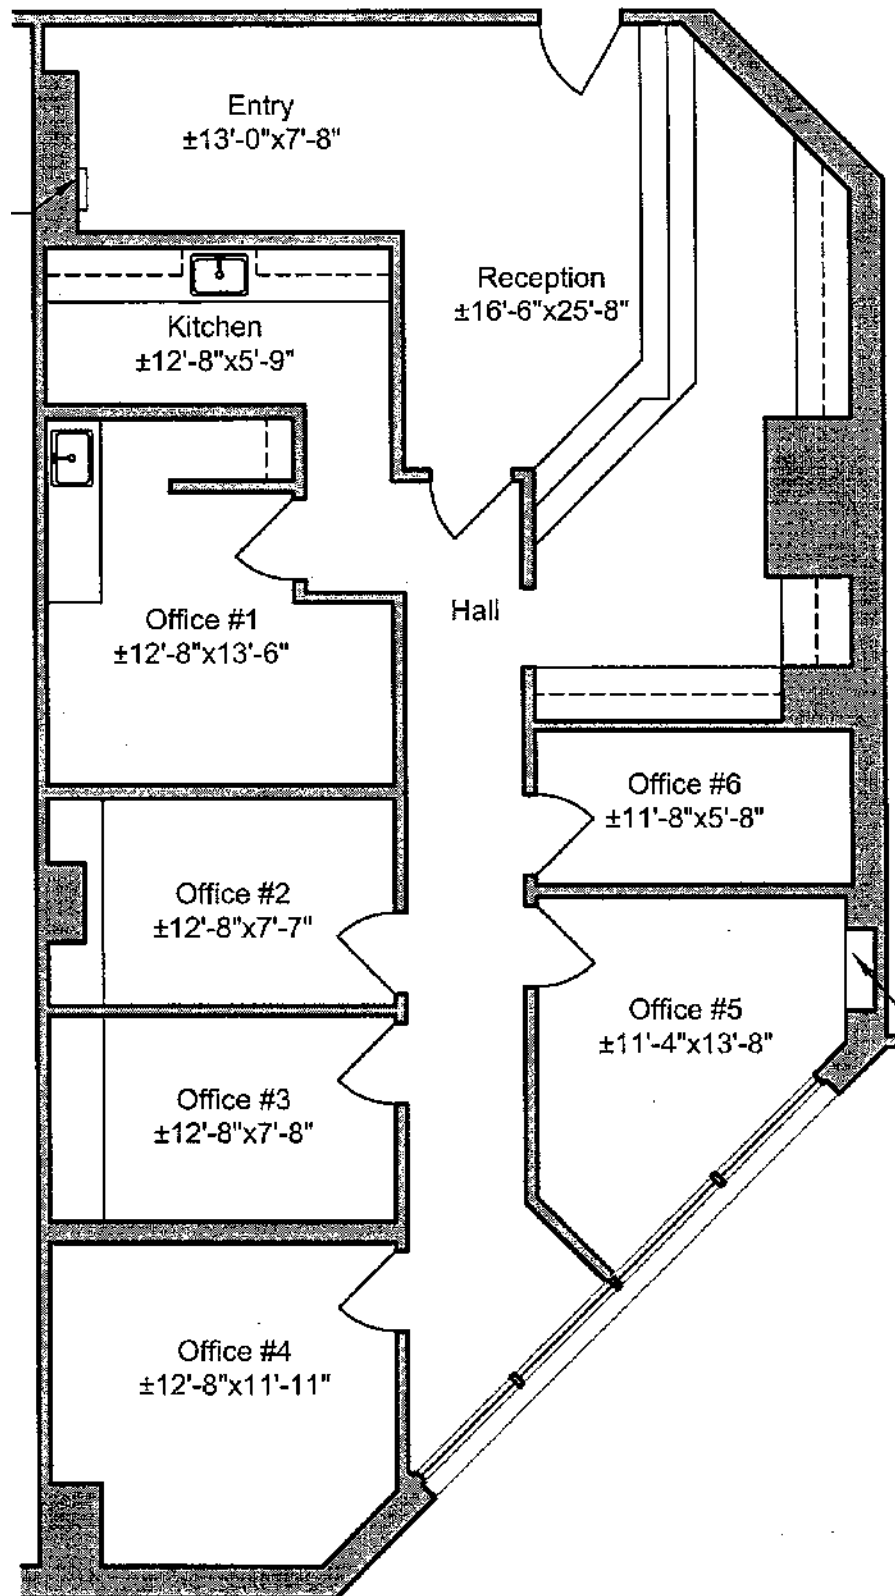 Entry
±13'-0"x7'-8"
Reception
±16'-6"x25'-8"
Kitchen
±12'-8"x5'-9"
Hall
Office #1
±12'-8"x13'-6"
Office #6
±11'-8"x5'-8"
Office #2
±12'-8"x7'-7"
Office #5
±11'-4"x13'-8"
Office #3
±12'-8"x7'-8"
Office #4
±12'-8"x11'-11"